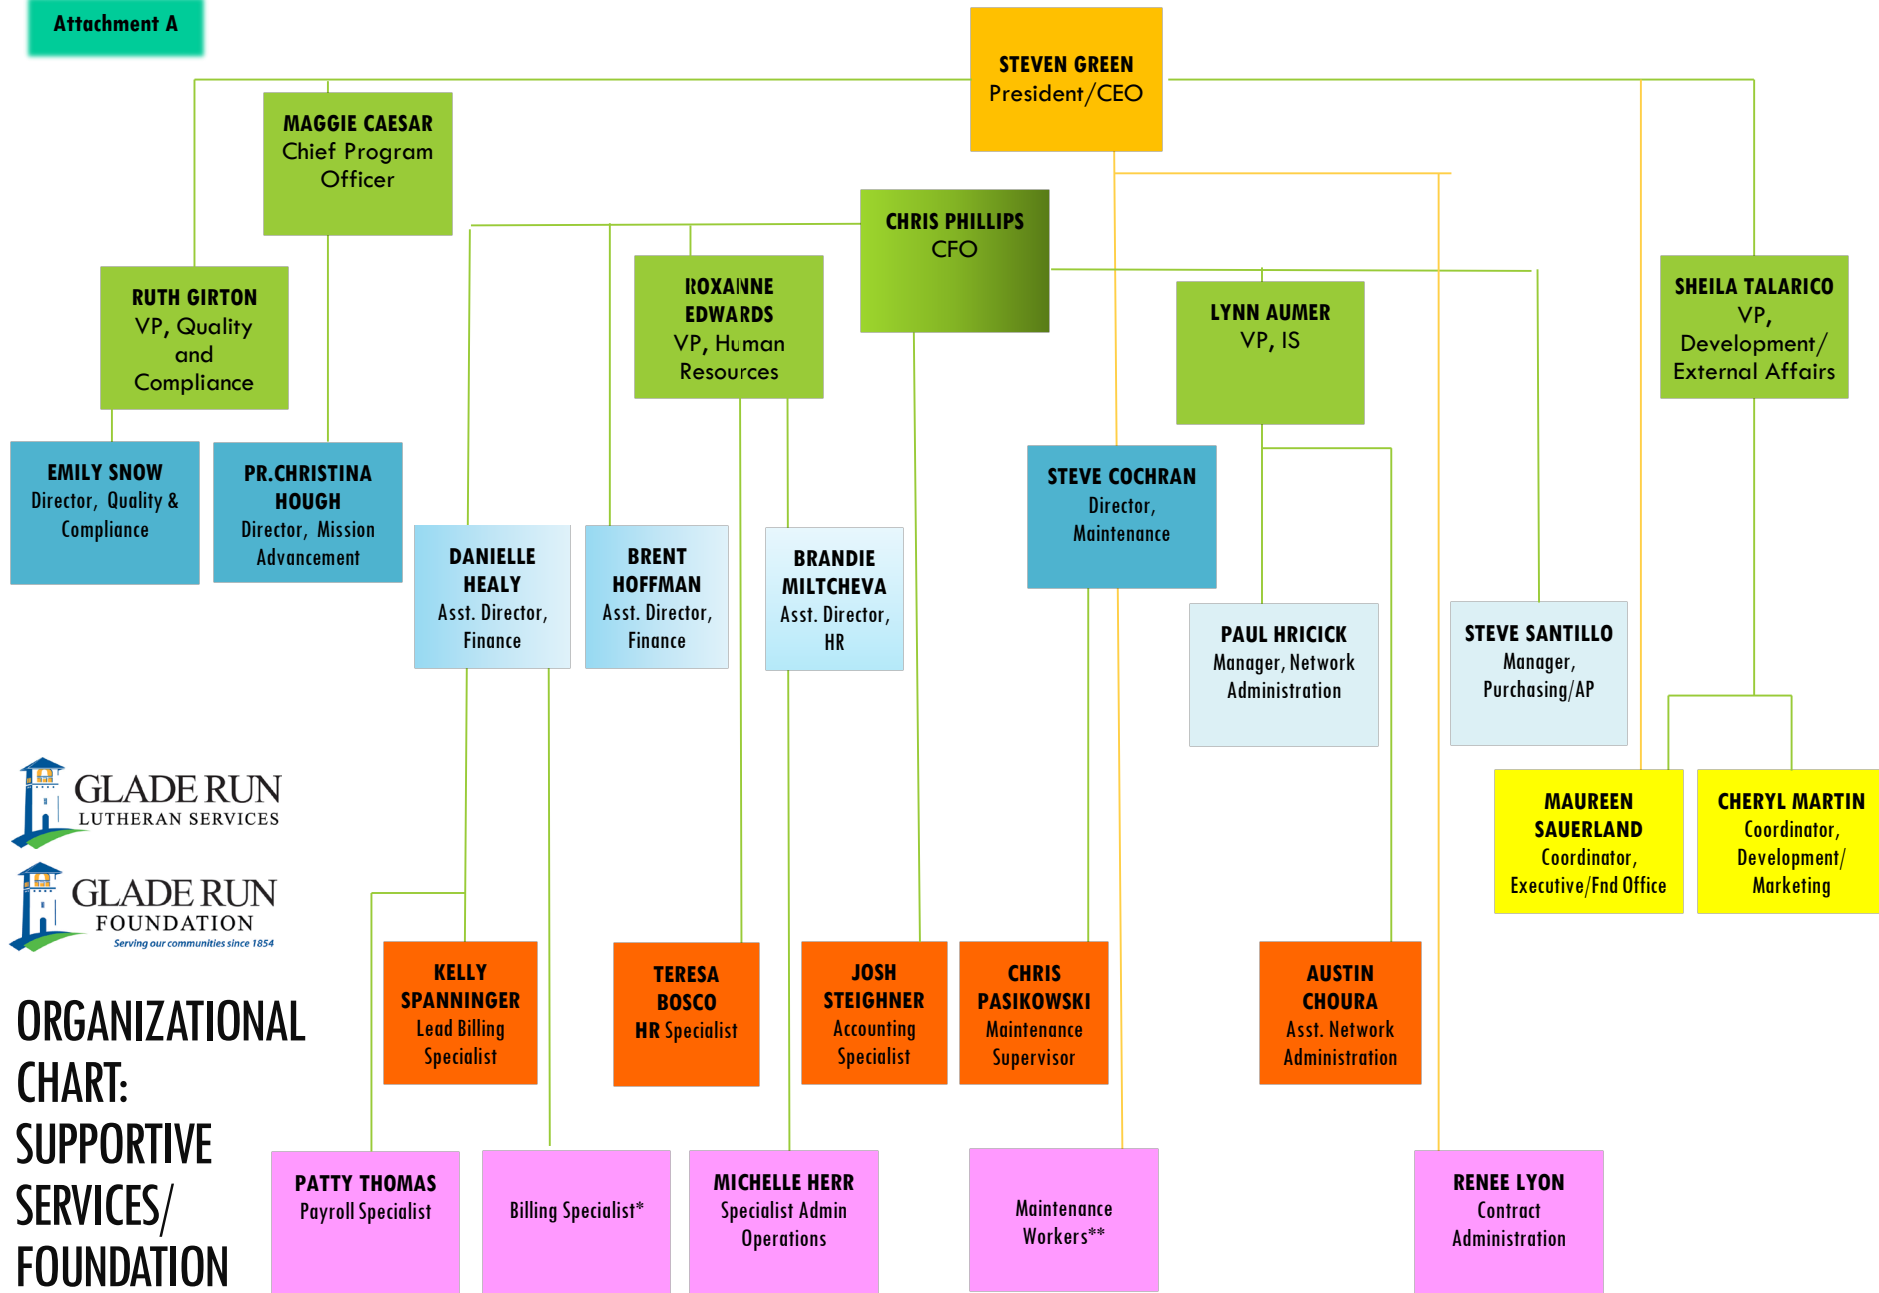 Attachment A
STEVEN GREEN
President/CEO
MAGGIE CAESAR
Chief Program
Officer
CHRIS PHILLIPS
CFO
RUTH GIRTON
VP, Quality
and
Compliance
ROXANNE
EDWARDS
VP, Human
Resources
LYNN AUMER
VP, IS
SHEILA TALARICO
VP,
Development/
External Affairs
EMILY SNOW
Director, Quality &
Compliance
PR.CHRISTINA
HOUGH
Director, Mission
Advancement
STEVE COCHRAN
Director,
Maintenance
DANIELLE
HEALY
Asst. Director,
Finance
BRENT
HOFFMAN
Asst. Director,
Finance
BRANDIE
MILTCHEVA
Asst. Director,
HR
PAUL HRICICK
Manager, Network
Administration
STEVE SANTILLO
Manager,
Purchasing/AP
MAUREEN
SAUERLAND
Coordinator,
Executive/Fnd Office
CHERYL MARTIN
Coordinator,
Development/
Marketing
GLADE RUN
LUTHERAN SERVICES
GLADE RUN
FOUNDATION
Serving our communities since 1854
KELLY
SPANNINGER
Lead Billing
Specialist
TERESA
BOSCO
HR Specialist
JOSH
STEIGHNER
Accounting
Specialist
CHRIS
PASIKOWSKI
Maintenance
Supervisor
AUSTIN
CHOURA
Asst. Network
Administration
ORGANIZATIONAL
CHART:
SUPPORTIVE
SERVICES/
FOUNDATION
PATTY THOMAS
Payroll Specialist
Billing Specialist*
MICHELLE HERR
Specialist Admin
Operations
Maintenance
Workers**
RENEE LYON
Contract
Administration